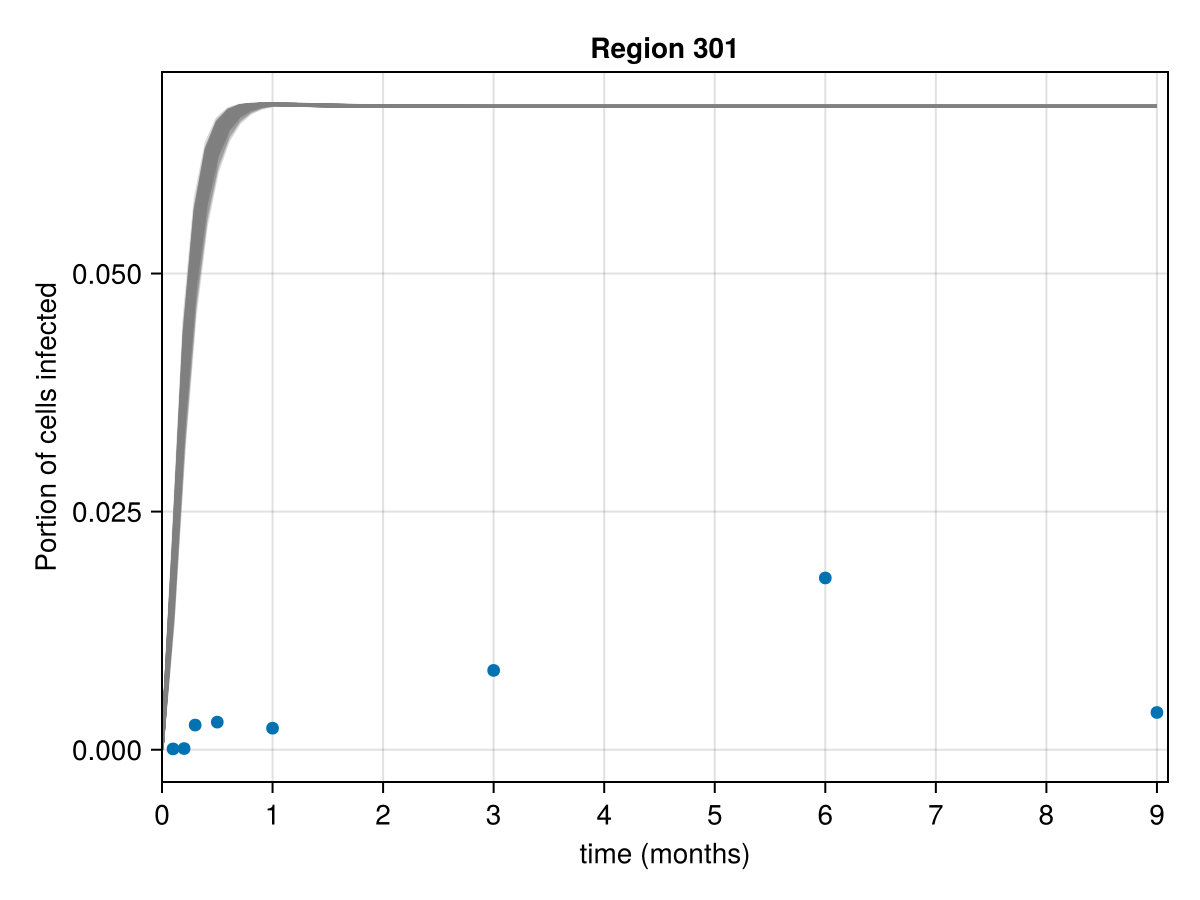 Region 301
Portion of cells infected
0.050
0.025
0.000
0 1 2 3 4 5 6 7 8 9
time (months)